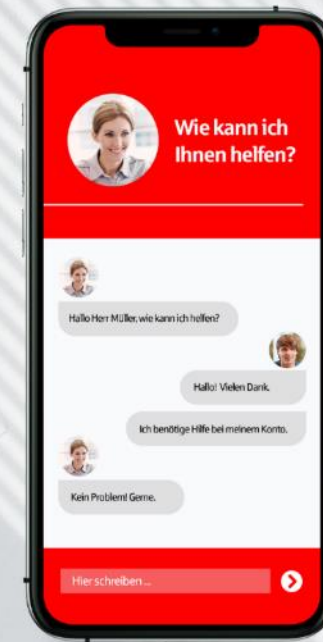 Wie kann ich
Ihnen helfen?
Hallo Herr Müller, wie kann ich helfen?
Hallo! Vielen Dank.
Ich benötige Hilfe bei meinem Konto.
Kein Problem! Gerne.
Hier schreiben ...